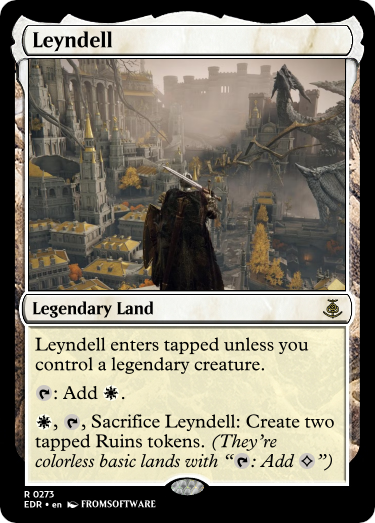 Leyndell
Legendary Land
Leyndell enters tapped unless you
control a legendary creature.
: Add .
, , Sacrifice Leyndell: Create two
tapped Ruins tokens. (They're
colorless basic lands with “: Add ”)
R 0273
EDR • en FROMSOFTWARE